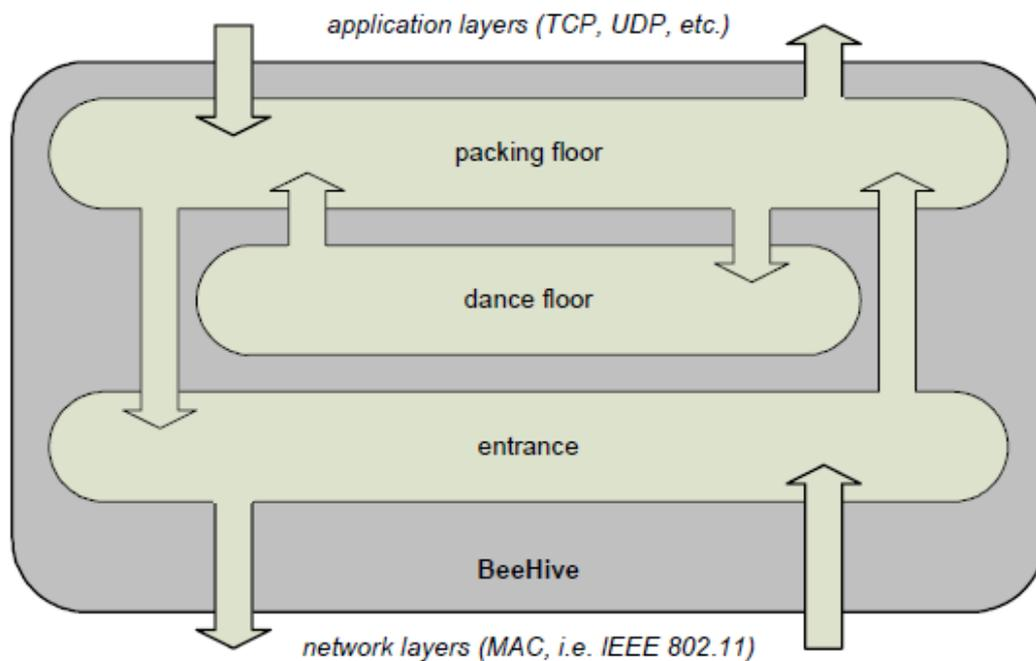 application layers (TCP, UDP, etc.)
packing floor
dance floor
entrance
BeeHive
network layers (MAC, i.e. IEEE 802.11)